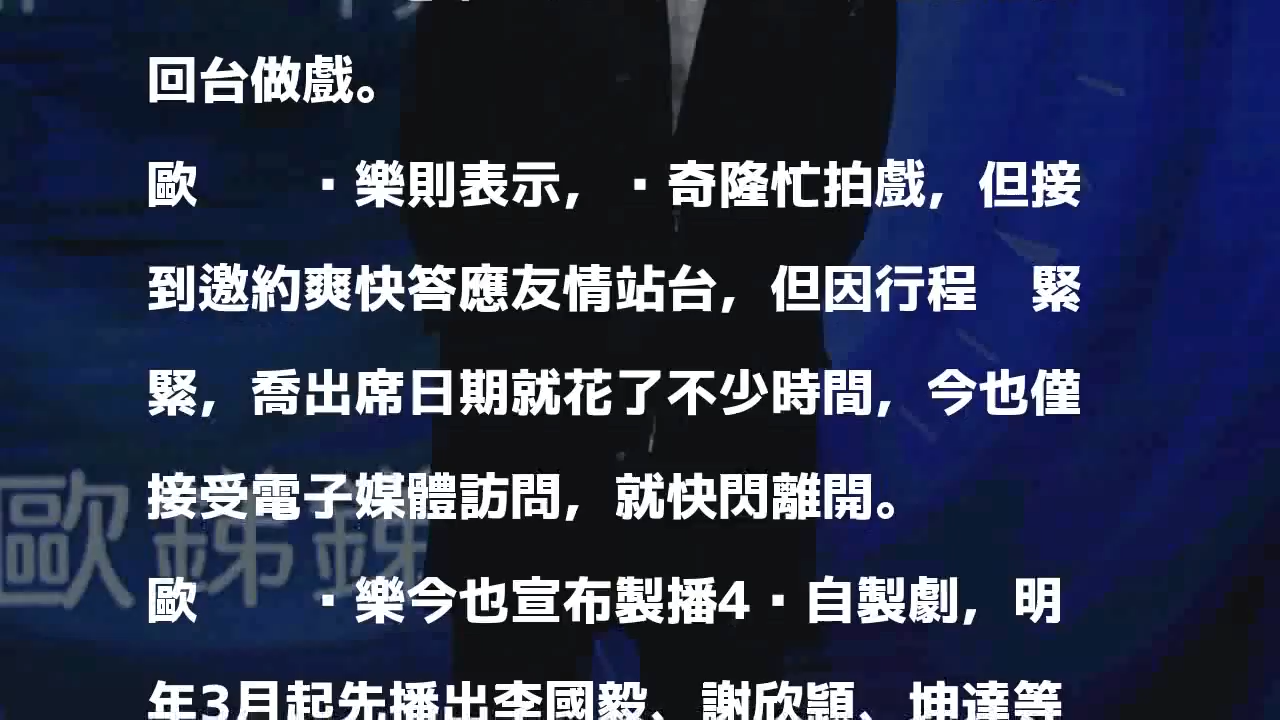 回台做戲。
歐　　▪樂則表示，▪奇隆忙拍戲，但接
到邀約爽快答應友情站台，但因行程　緊
緊，喬出席日期就花了不少時間，今也僅
接受電子媒體訪問，就快閃離開。
歐銻銻
歐　　▪樂今也宣布製播4▪自製劇，明
年3月起先播出李國毅、謝欣穎、坤達等